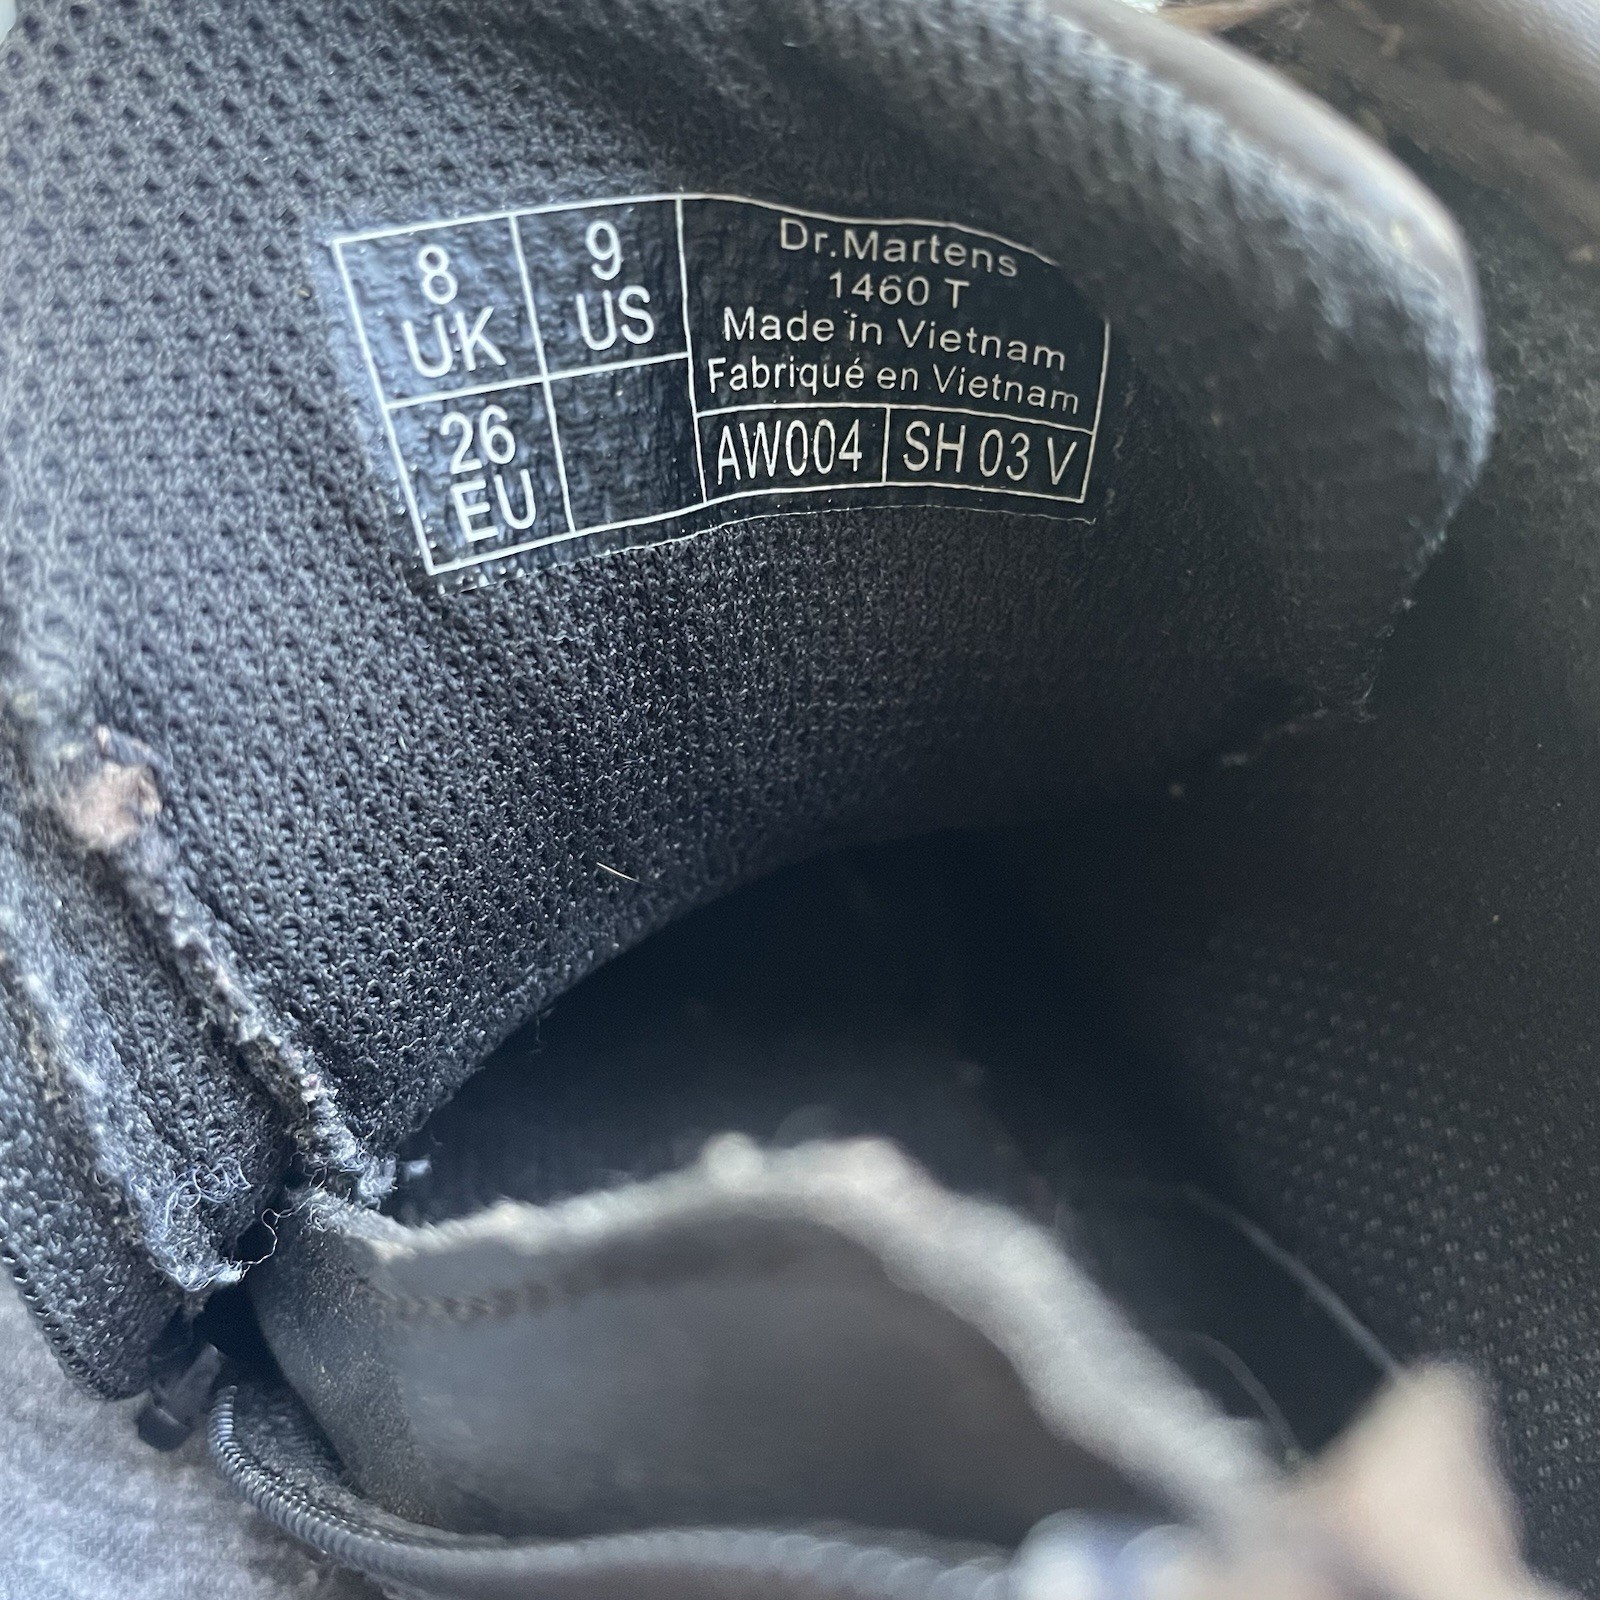 8 UK
9 US
26 EU
Dr.Martens
1460 T
Made in Vietnam
Fabriqué en Vietnam
AW004
SH 03 V